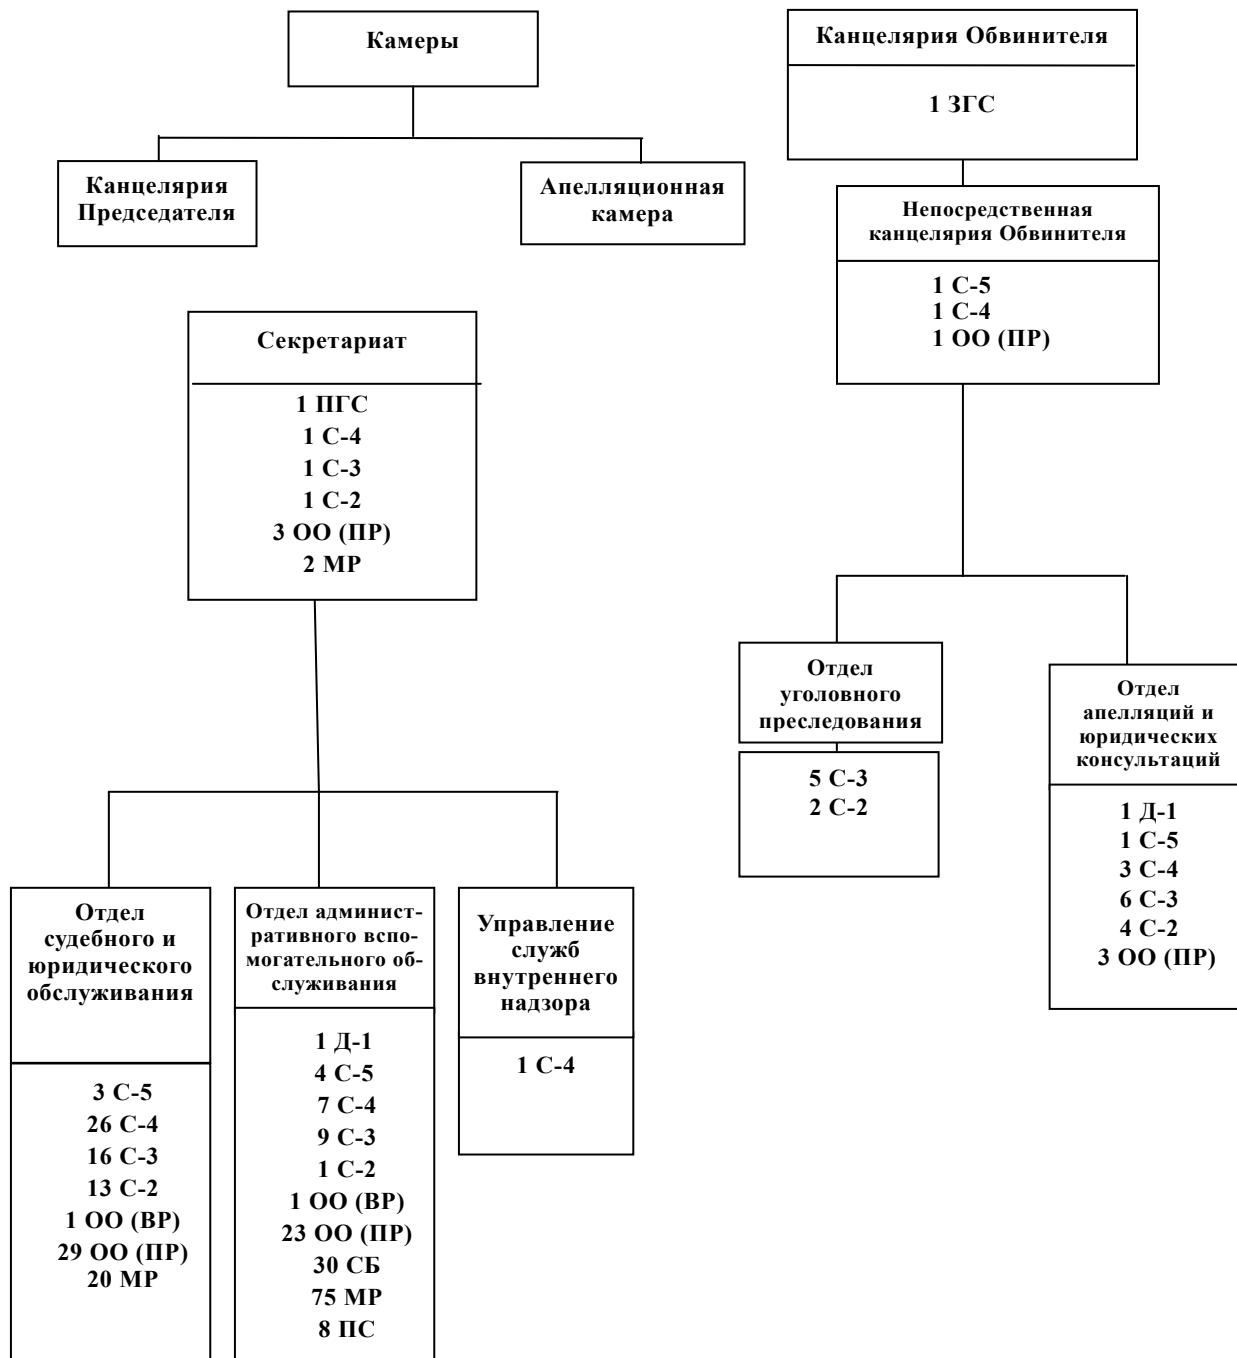 Камеры
Канцелярия
Председателя
Апелляционная
камера
Канцелярия Обвинителя
1 ЗГС
Непосредственная
канцелярия Обвинителя
1 С-5
1 С-4
1 ОО (ПР)
Секретариат
1 ПГС
1 С-4
1 С-3
1 С-2
3 ОО (ПР)
2 МР
Отдел
уголовного
преследования
5 С-3
2 С-2
Отдел
апелляций и
юридических
консультаций
1 Д-1
1 С-5
3 С-4
6 С-3
4 С-2
3 ОО (ПР)
Отдел
судебного и
юридического
обслуживания
3 С-5
26 С-4
16 С-3
13 С-2
1 ОО (ВР)
29 ОО (ПР)
20 МР
Отдел админист-
ративного вспо-
могательного об-
служивания
1 Д-1
4 С-5
7 С-4
9 С-3
1 С-2
1 ОО (ВР)
23 ОО (ПР)
30 СБ
75 МР
8 ПС
Управление
служб
внутреннего
надзора
1 С-4